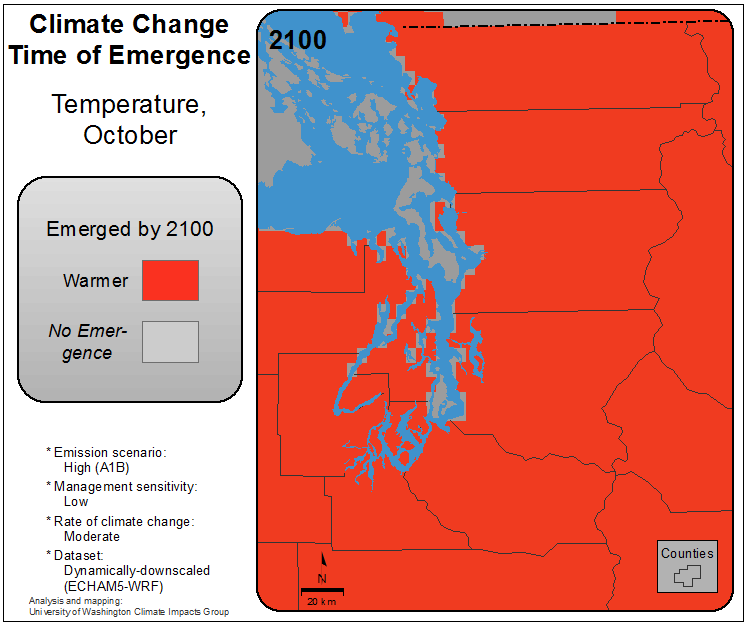 Climate Change
Time of Emergence
Temperature,
October
Emerged by 2100
Warmer
No Emer-
gence
* Emission scenario:
High (A1B)
* Management sensitivity:
Low
* Rate of climate change:
Moderate
* Dataset:
Dynamically-downscaled
(ECHAM5-WRF)
Analysis and mapping:
University of Washington Climate Impacts Group
2100
Counties
N
20 km